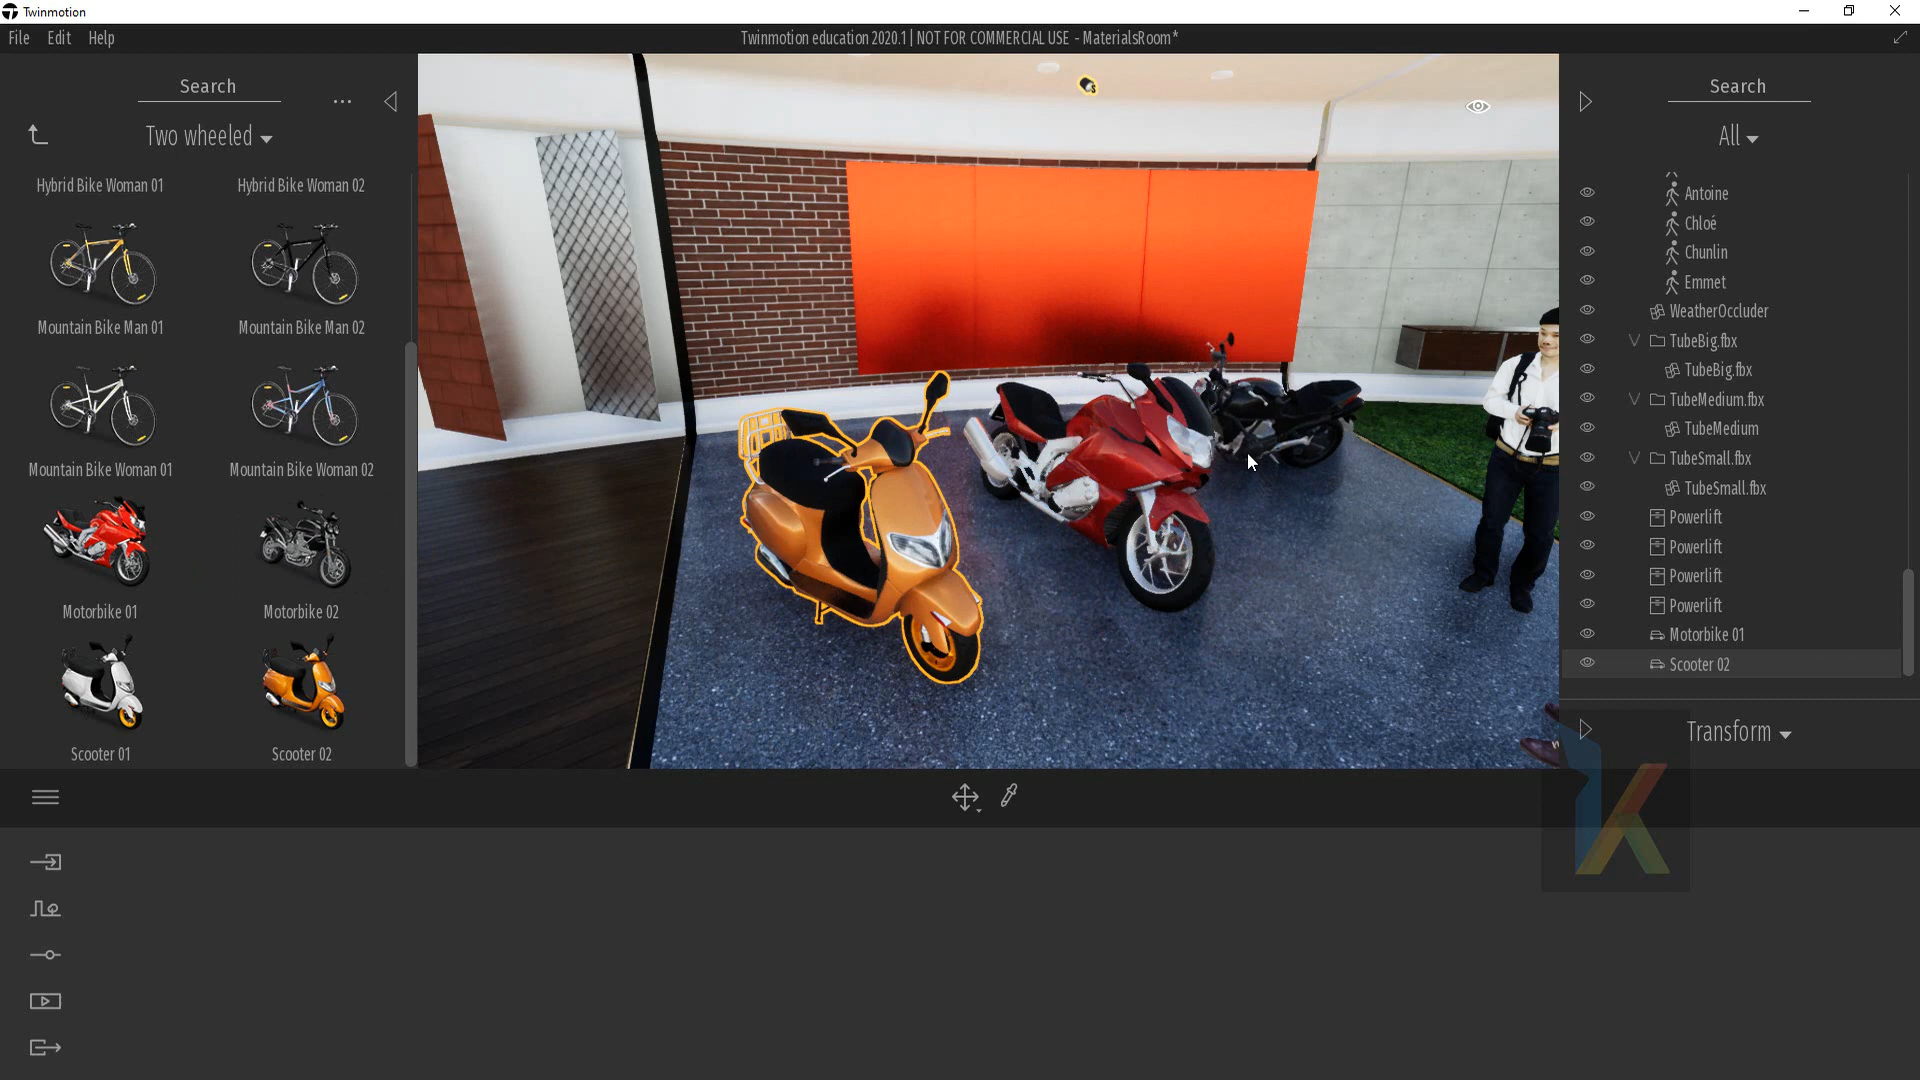 Twinmotion
File Edit Help
Twinmotion education 2020.1 | NOT FOR COMMERCIAL USE - MaterialsRoom*
Search
...
Two wheeled
Hybrid Bike Woman 01
Hybrid Bike Woman 02
Mountain Bike Man 01
Mountain Bike Man 02
Mountain Bike Woman 01
Mountain Bike Woman 02
Motorbike 01
Motorbike 02
Scooter 01
Scooter 02
Search
All
Antoine
Chloé
Chunlin
Emmet
WeatherOccluder
TubeBig.fbx
TubeBig.fbx
TubeMedium.fbx
TubeMedium
TubeSmall.fbx
TubeSmall.fbx
Powerlift
Powerlift
Powerlift
Powerlift
Motorbike 01
Scooter 02
Transform